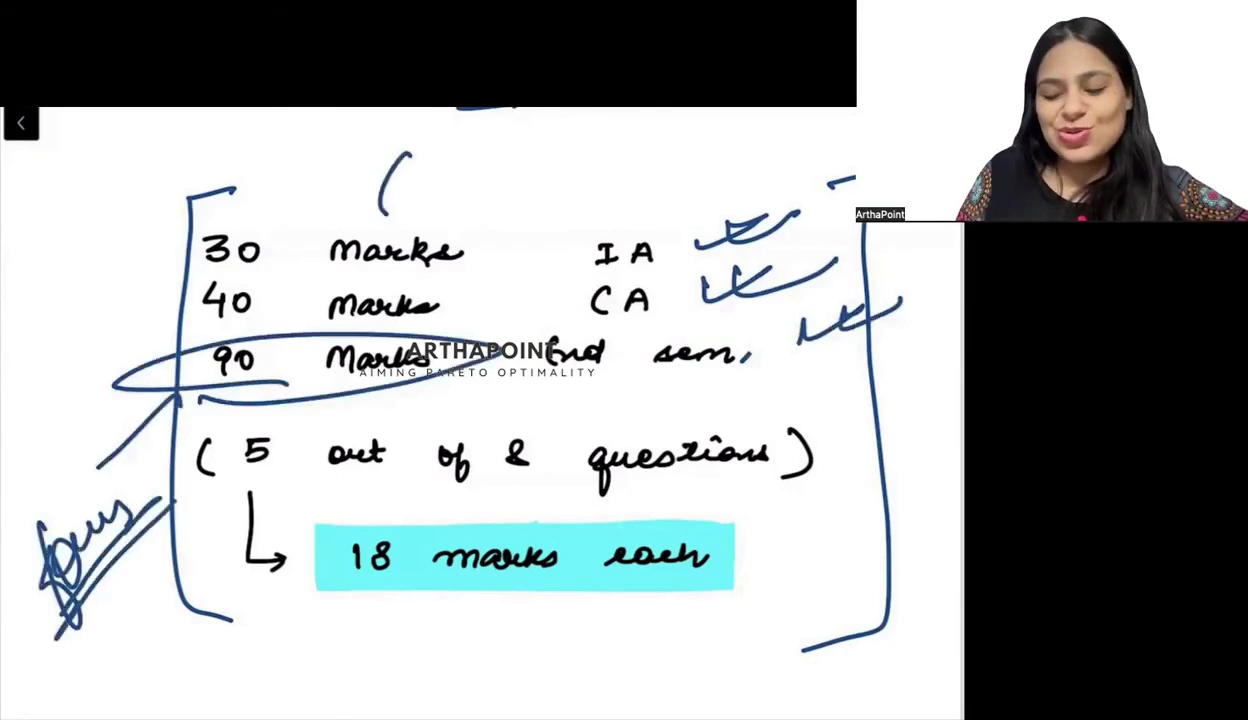 ArthaPoint
30 Marks IA
40 Marks CA
90 Marks End sem.
ARTHAPOINT
AIMING PARETO OPTIMALITY
( 5 out of 8 questions )
18 marks each
focus